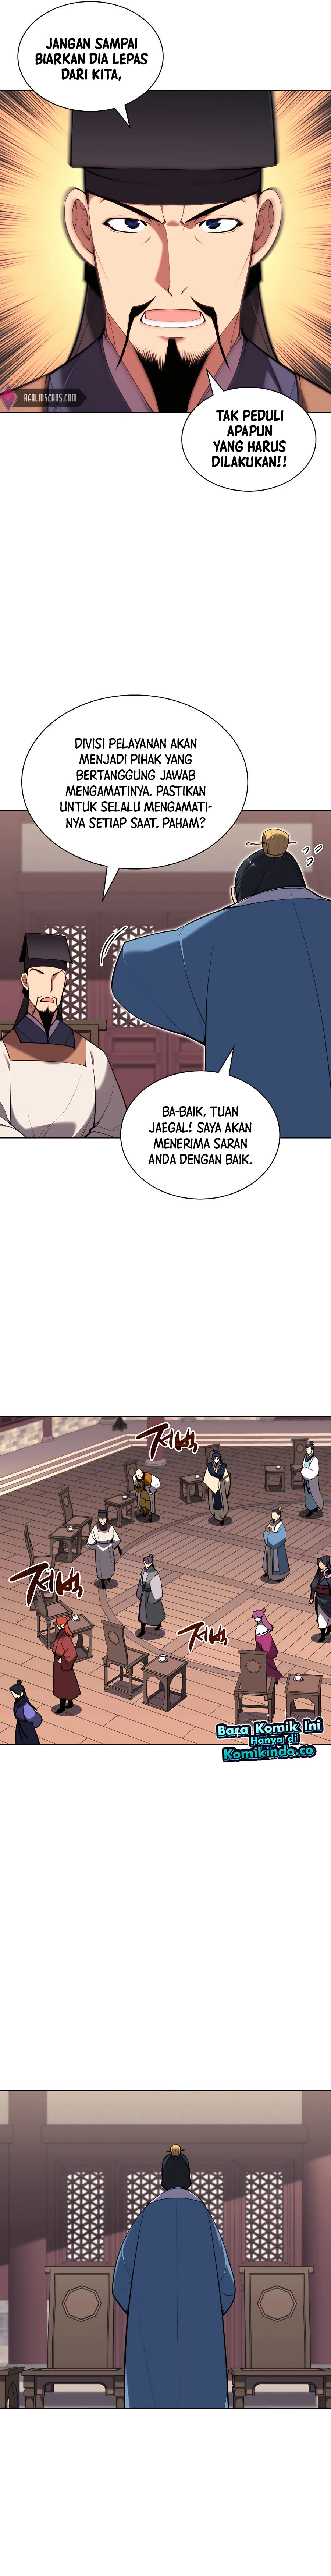 JANGAN SAMPAI
BIARKAN DIA LEPAS
DARI KITA,
REALMSCANS.COM
TAK PEDULI
APAPUN
YANG HARUS
DILAKUKAN!!
DIVISI PELAYANAN AKAN
MENJADI PIHAK YANG
BERTANGGUNG JAWAB
MENGAMATINYA. PASTIKAN
UNTUK SELALU MENGAMATI-
NYA SETIAP SAAT. PAHAM?
BA-BAIK, TUAN
JAEGAL! SAYA AKAN
MENERIMA SARAN
ANDA DENGAN BAIK.
저벅
저벅
저벅
Baca Komik Ini
Hanya di
Komikindo.co